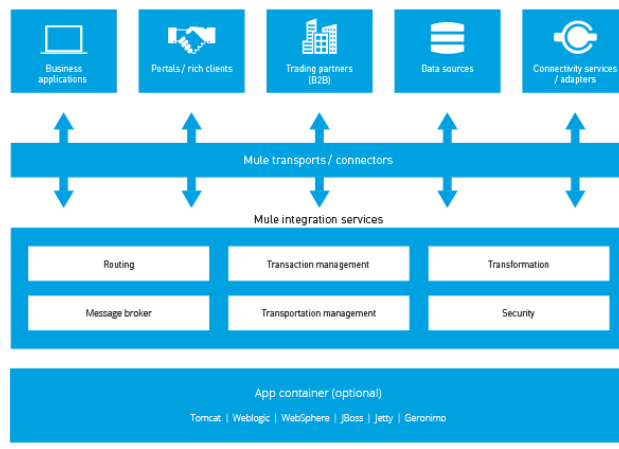 Business
applications
Portals / rich clients
Trading partners
(B2B)
Data sources
Connectivity services
/ adapters
Mule transports / connectors
Mule integration services
Routing
Transaction management
Transformation
Message broker
Transportation management
Security
App container (optional)
Tomcat | Weblogic | WebSphere | JBoss | Jetty | Geronimo